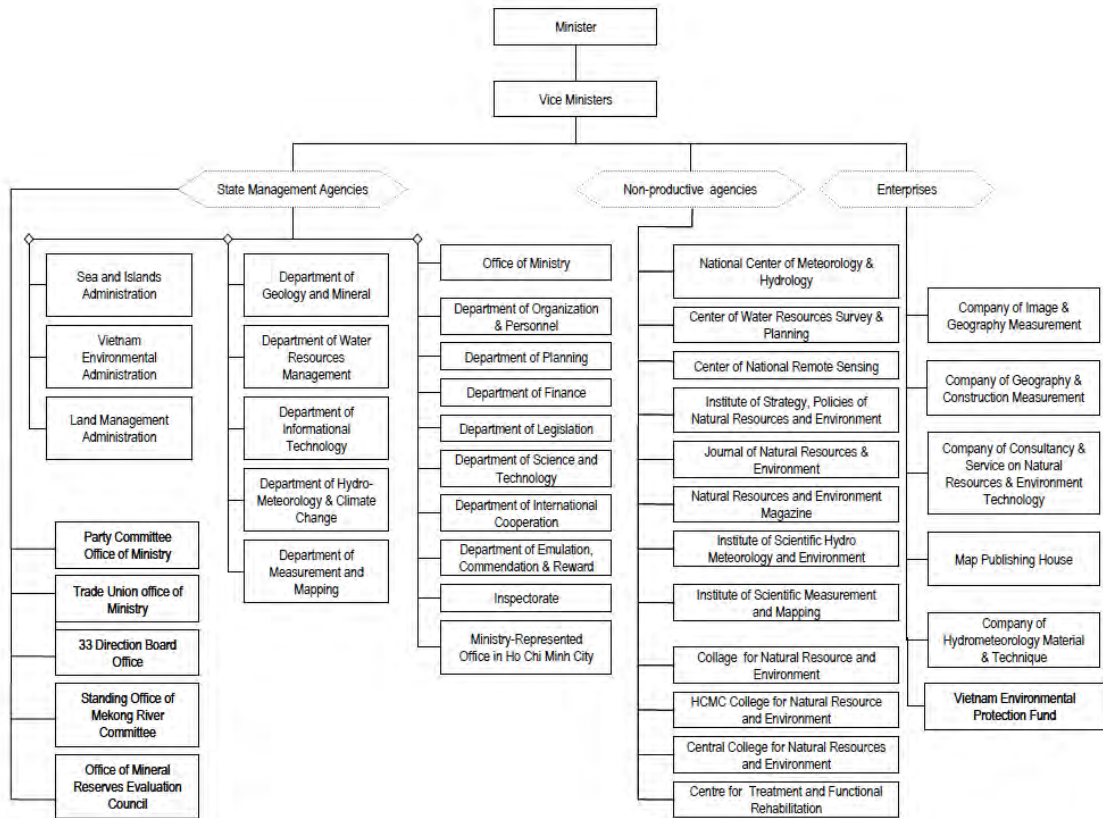 Minister
Vice Ministers
State Management Agencies
Non-productive agencies
Enterprises
Sea and Islands
Administration
Vietnam
Environmental
Administration
Land Management
Administration
Party Committee
Office of Ministry
Trade Union office of
Ministry
33 Direction Board
Office
Standing Office of
Mekong River
Committee
Office of Mineral
Reserves Evaluation
Council
Department of
Geology and Mineral
Department of Water
Resources
Management
Department of
Informational
Technology
Department of Hydro-
Meteorology & Climate
Change
Department of
Measurement and
Mapping
Office of Ministry
Department of Organization
& Personnel
Department of Planning
Department of Finance
Department of Legislation
Department of Science and
Technology
Department of International
Cooperation
Department of Emulation,
Commendation & Reward
Inspectorate
Ministry-Represented
Office in Ho Chi Minh City
National Center of Meteorology &
Hydrology
Center of Water Resources Survey &
Planning
Center of National Remote Sensing
Institute of Strategy, Policies of
Natural Resources and Environment
Journal of Natural Resources &
Environment
Natural Resources and Environment
Magazine
Institute of Scientific Hydro
Meteorology and Environment
Institute of Scientific Measurement
and Mapping
Collage for Natural Resource and
Environment
HCMC College for Natural Resource
and Environment
Central College for Natural Resources
and Environment
Centre for Treatment and Functional
Rehabilitation
Company of Image &
Geography Measurement
Company of Geography &
Construction Measurement
Company of Consultancy &
Service on Natural
Resources & Environment
Technology
Map Publishing House
Company of
Hydrometeorology Material
& Technique
Vietnam Environmental
Protection Fund